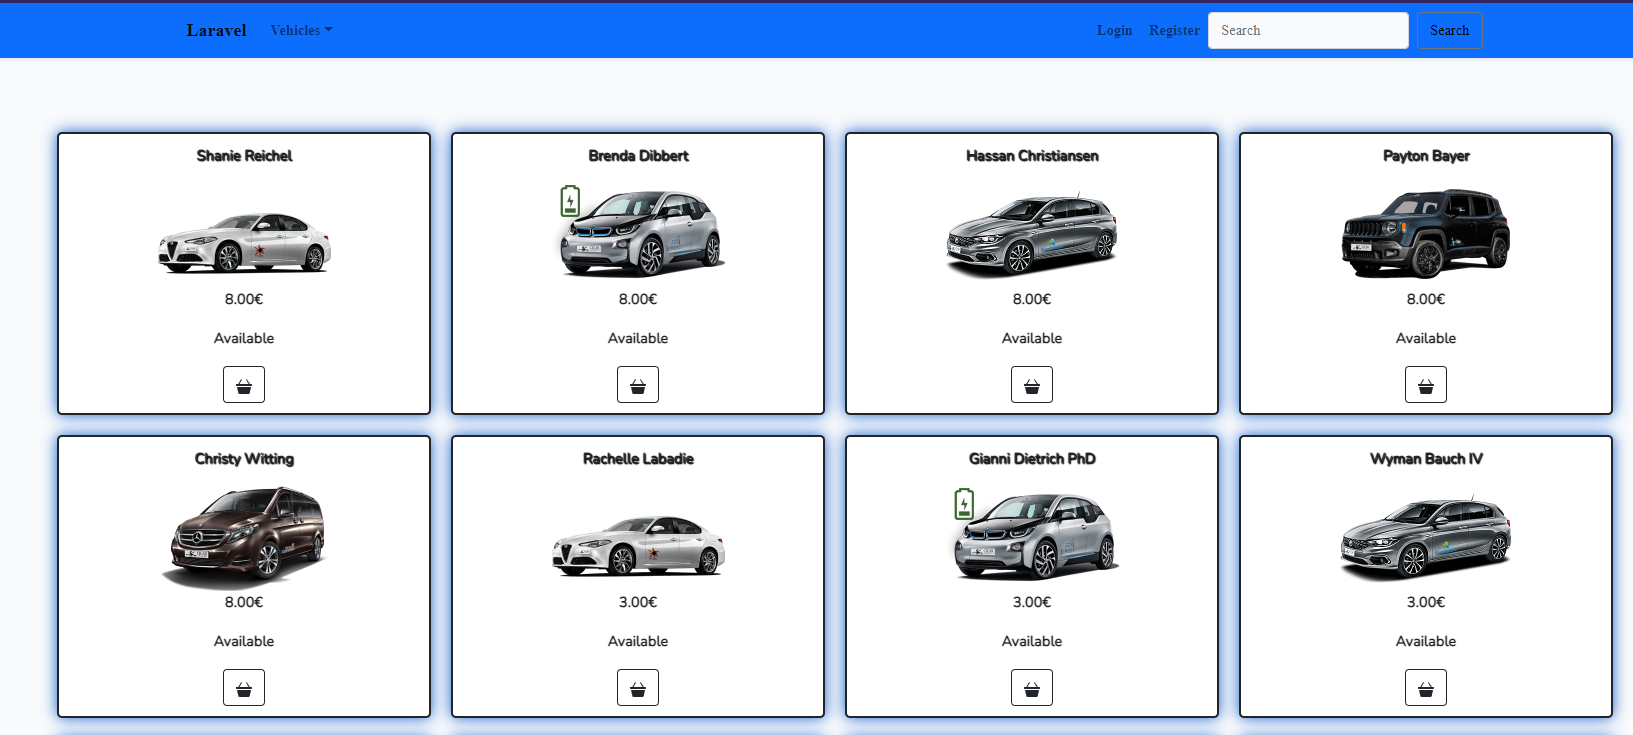 Laravel Vehicles Login Register Search Search
Shanie Reichel Brenda Dibbert Hassan Christiansen Payton Bayer
8.00€ 8.00€ 8.00€ 8.00€
Available Available Available Available
Christy Witting Rachelle Labadie Gianni Dietrich PhD Wyman Bauch IV
8.00€ 3.00€ 3.00€ 3.00€
Available Available Available Available